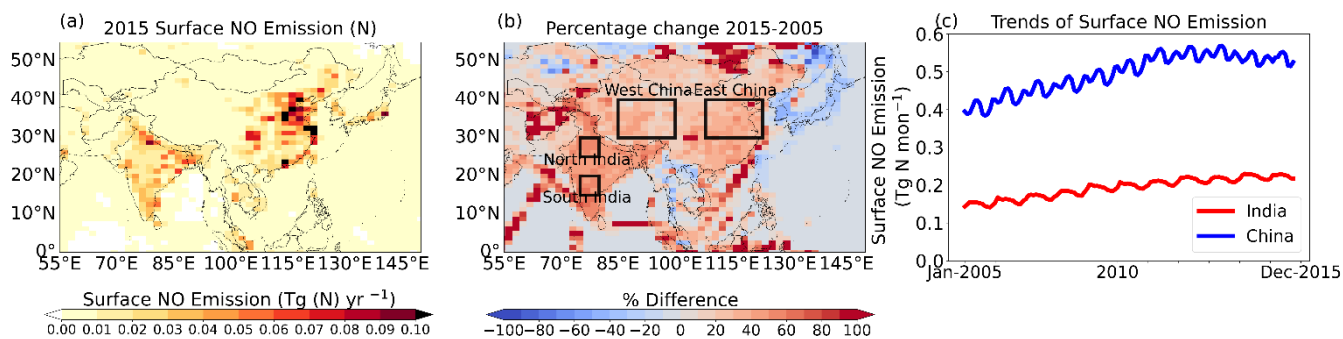 (a)
2015 Surface NO Emission (N)
50°N
40°N
30°N
20°N
10°N
0°
55°E 70°E 85°E 100°E 115°E 130°E 145°E
Surface NO Emission (Tg (N) yr ⁻¹)
0.00 0.01 0.02 0.03 0.04 0.05 0.06 0.07 0.08 0.09 0.10
(b)
Percentage change 2015-2005
50°N
40°N
30°N
20°N
10°N
0°
West China
East China
North India
South India
55°E 70°E 85°E 100°E 115°E 130°E 145°E
% Difference
−100 −80 −60 −40 −20 0 20 40 60 80 100
(c)
Trends of Surface NO Emission
Surface NO Emission
(Tg N mon⁻¹)
0.6
0.5
0.4
0.3
0.2
0.1
0.0
India
China
Jan-2005 2010 Dec-2015